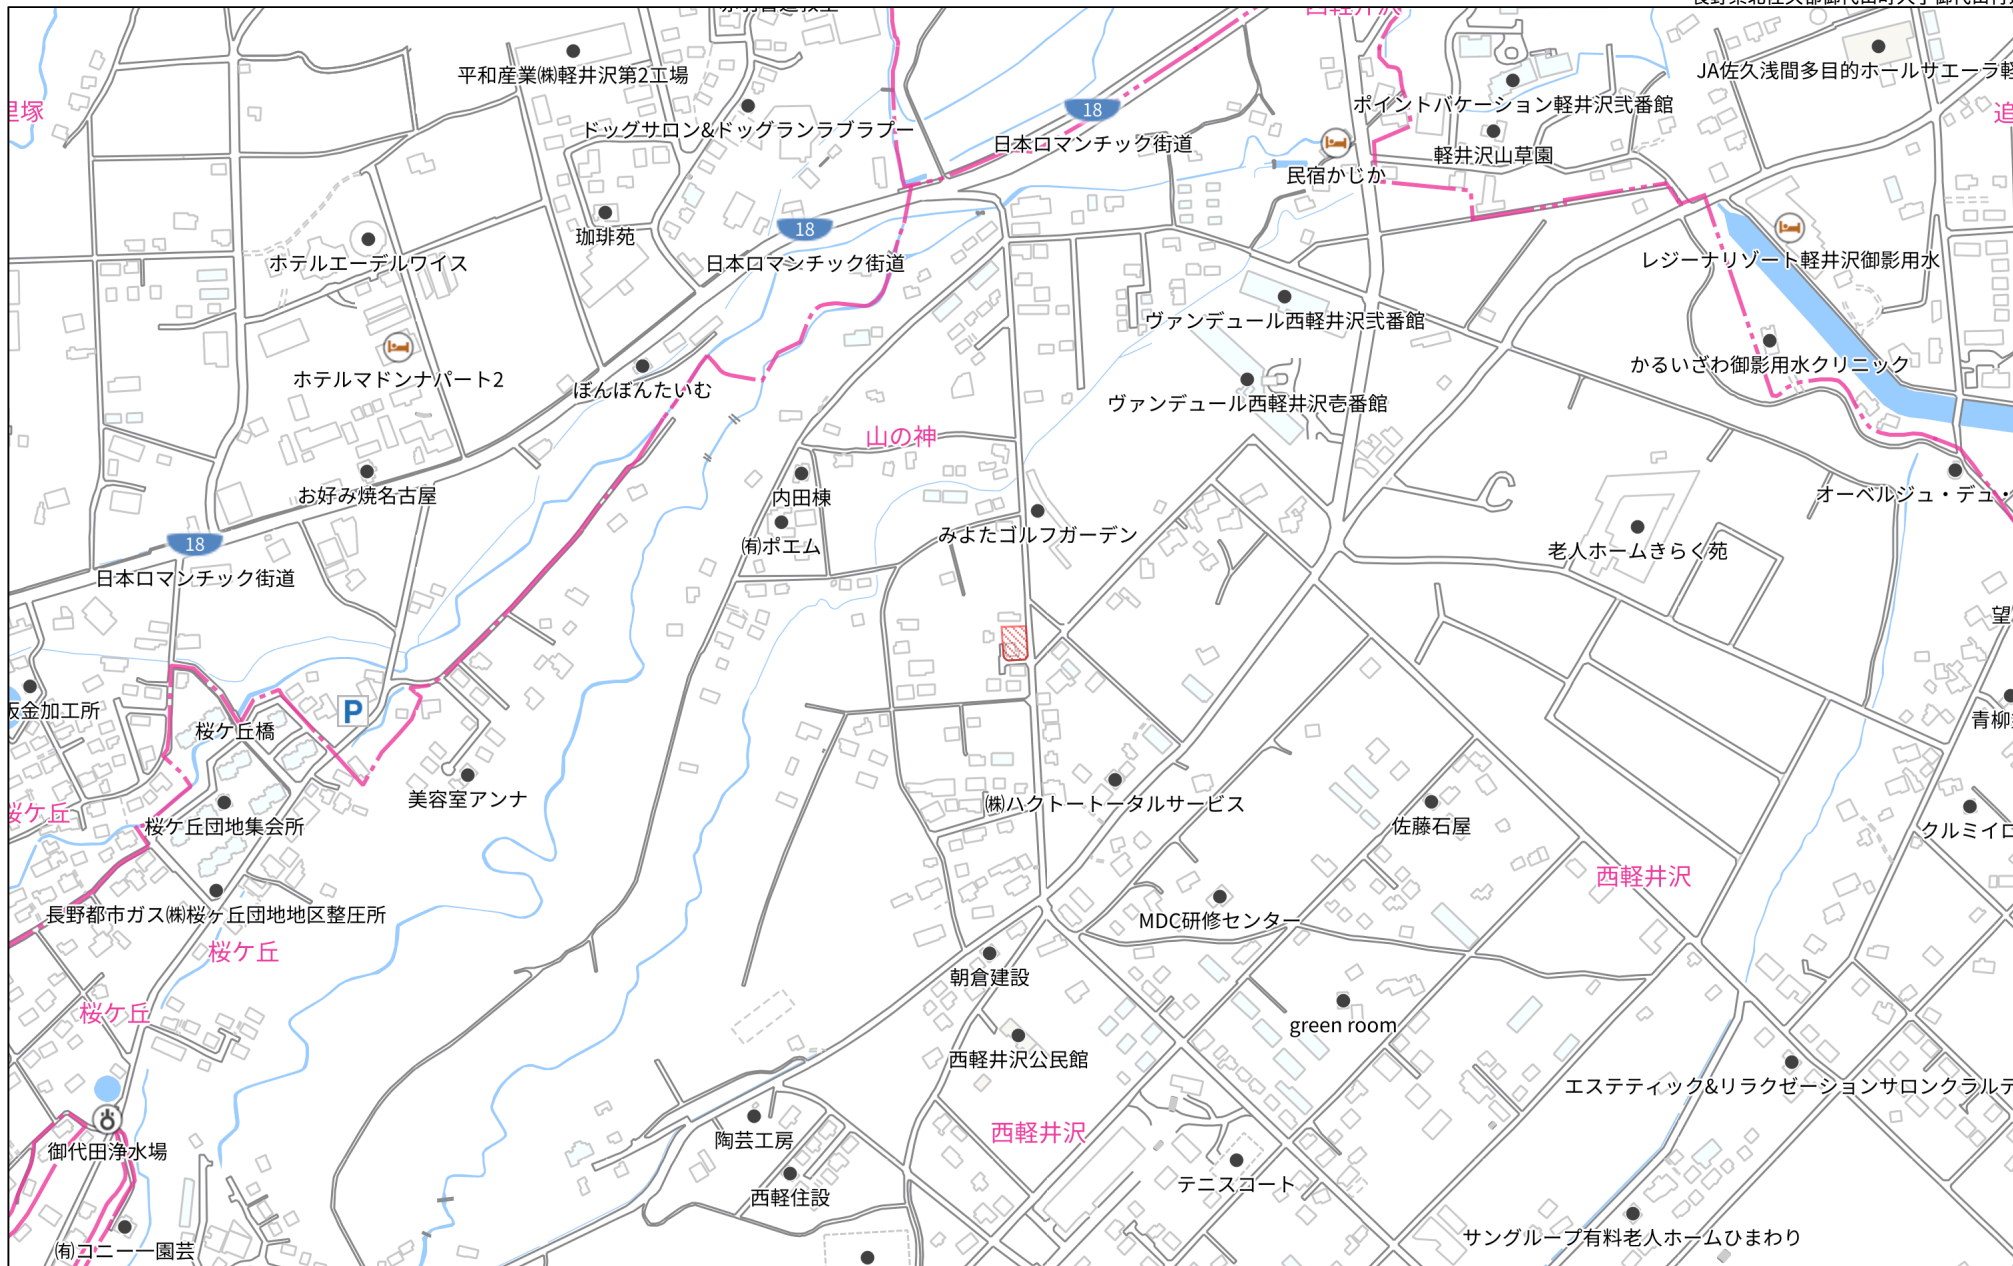 西軽井沢
平和産業㈱軽井沢第2工場
JA佐久浅間多目的ホールサエーラ軽
里塚
追
ポイントバケーション軽井沢弐番館
18
ドッグサロン&ドッグランラブラブー
日本ロマンチック街道
軽井沢山草園
民宿かじか
18
珈琲苑
ホテルエーデルワイス
日本ロマンチック街道
レジーナリゾート軽井沢御影用水
ヴァンデュール西軽井沢弐番館
かるいざわ御影用水クリニック
ホテルマドンナパート2
ぽんぽんたいむ
ヴァンデュール西軽井沢壱番館
山の神
お好み焼名古屋
内田棟
オーベルジュ・デュ・
みよたゴルフガーデン
㈲ポエム
18
老人ホームきらく苑
日本ロマンチック街道
望
板金加工所
P
桜ケ丘橋
青柳
美容室アンナ
㈱ハクトートータルサービス
桜ケ丘
桜ケ丘団地集会所
佐藤石屋
クルミイロ
西軽井沢
長野都市ガス㈱桜ヶ丘団地地区整圧所
MDC研修センター
桜ケ丘
朝倉建設
桜ケ丘
green room
西軽井沢公民館
エステティック&リラクゼーションサロンクラルテ
西軽井沢
陶芸工房
御代田浄水場
テニスコート
西軽住設
サングループ有料老人ホームひまわり
㈲コニー一園芸